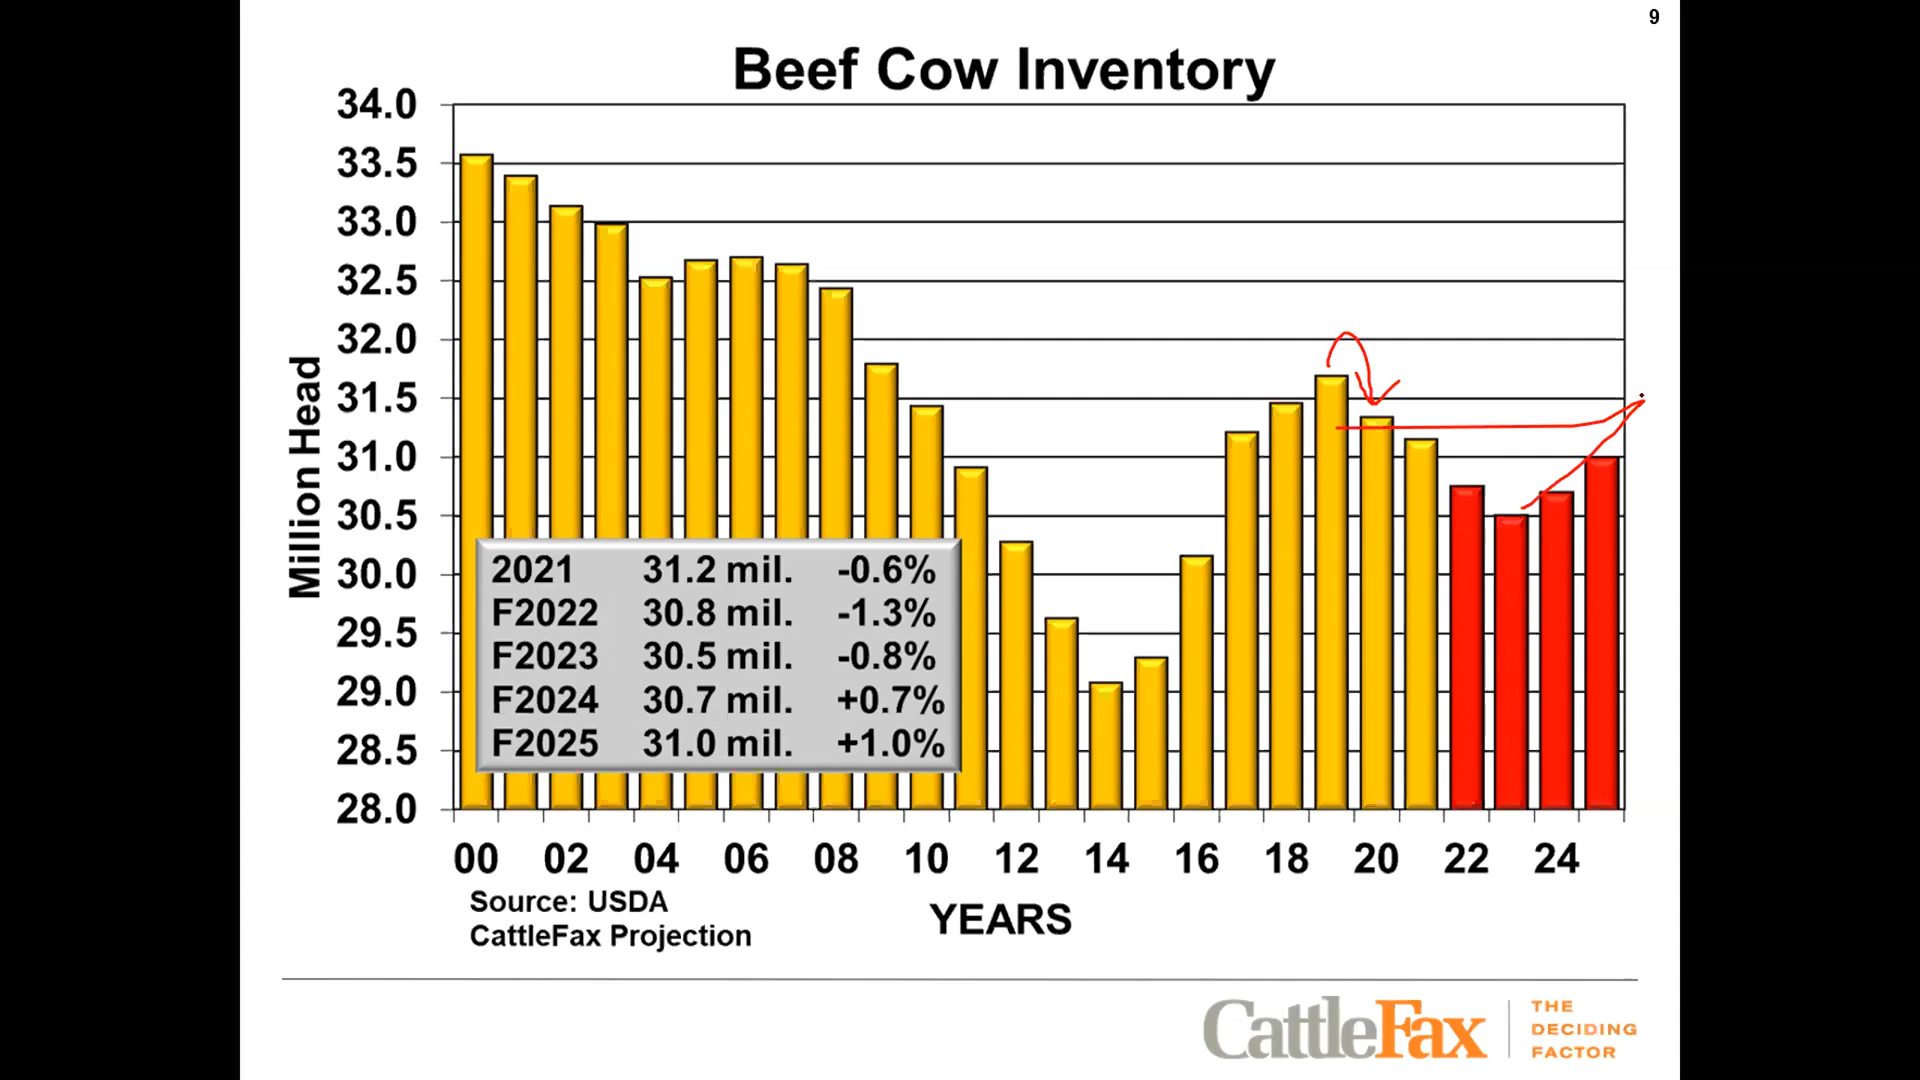 9
Beef Cow Inventory
34.0
33.5
33.0
32.5
32.0
31.5
31.0
30.5
30.0
29.5
29.0
28.5
28.0
Million Head
2021 31.2 mil. -0.6%
F2022 30.8 mil. -1.3%
F2023 30.5 mil. -0.8%
F2024 30.7 mil. +0.7%
F2025 31.0 mil. +1.0%
00 02 04 06 08 10 12 14 16 18 20 22 24
YEARS
Source: USDA
CattleFax Projection
CattleFax
THE
DECIDING
FACTOR